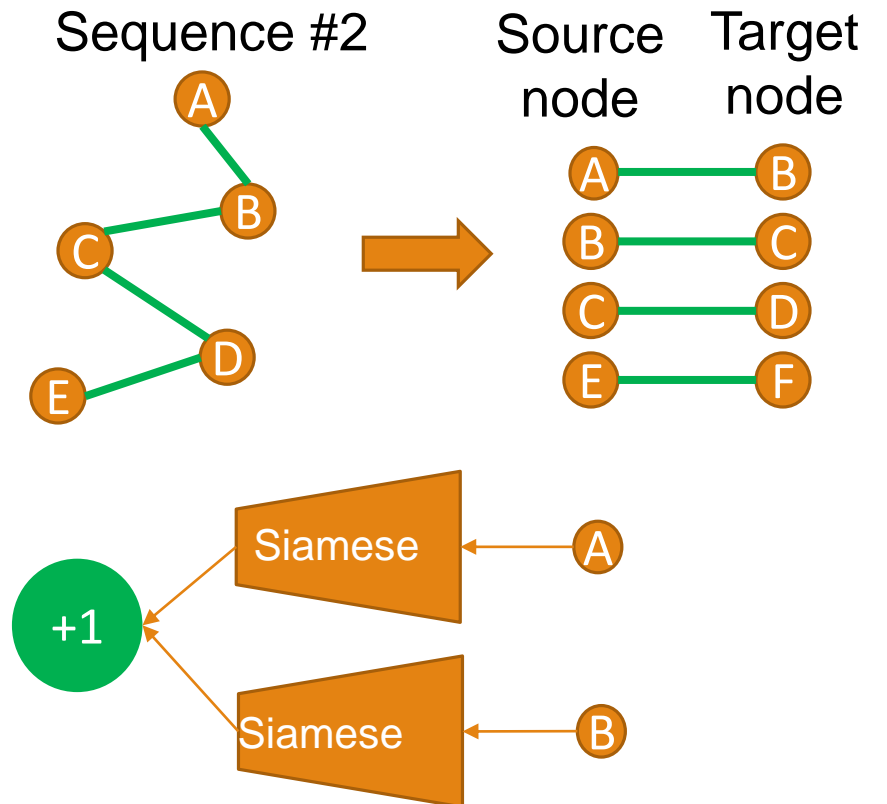 Sequence #2
Source node
Target node
A
B
C
D
E
A B
B C
C D
E F
Siamese
A
+1
Siamese
B